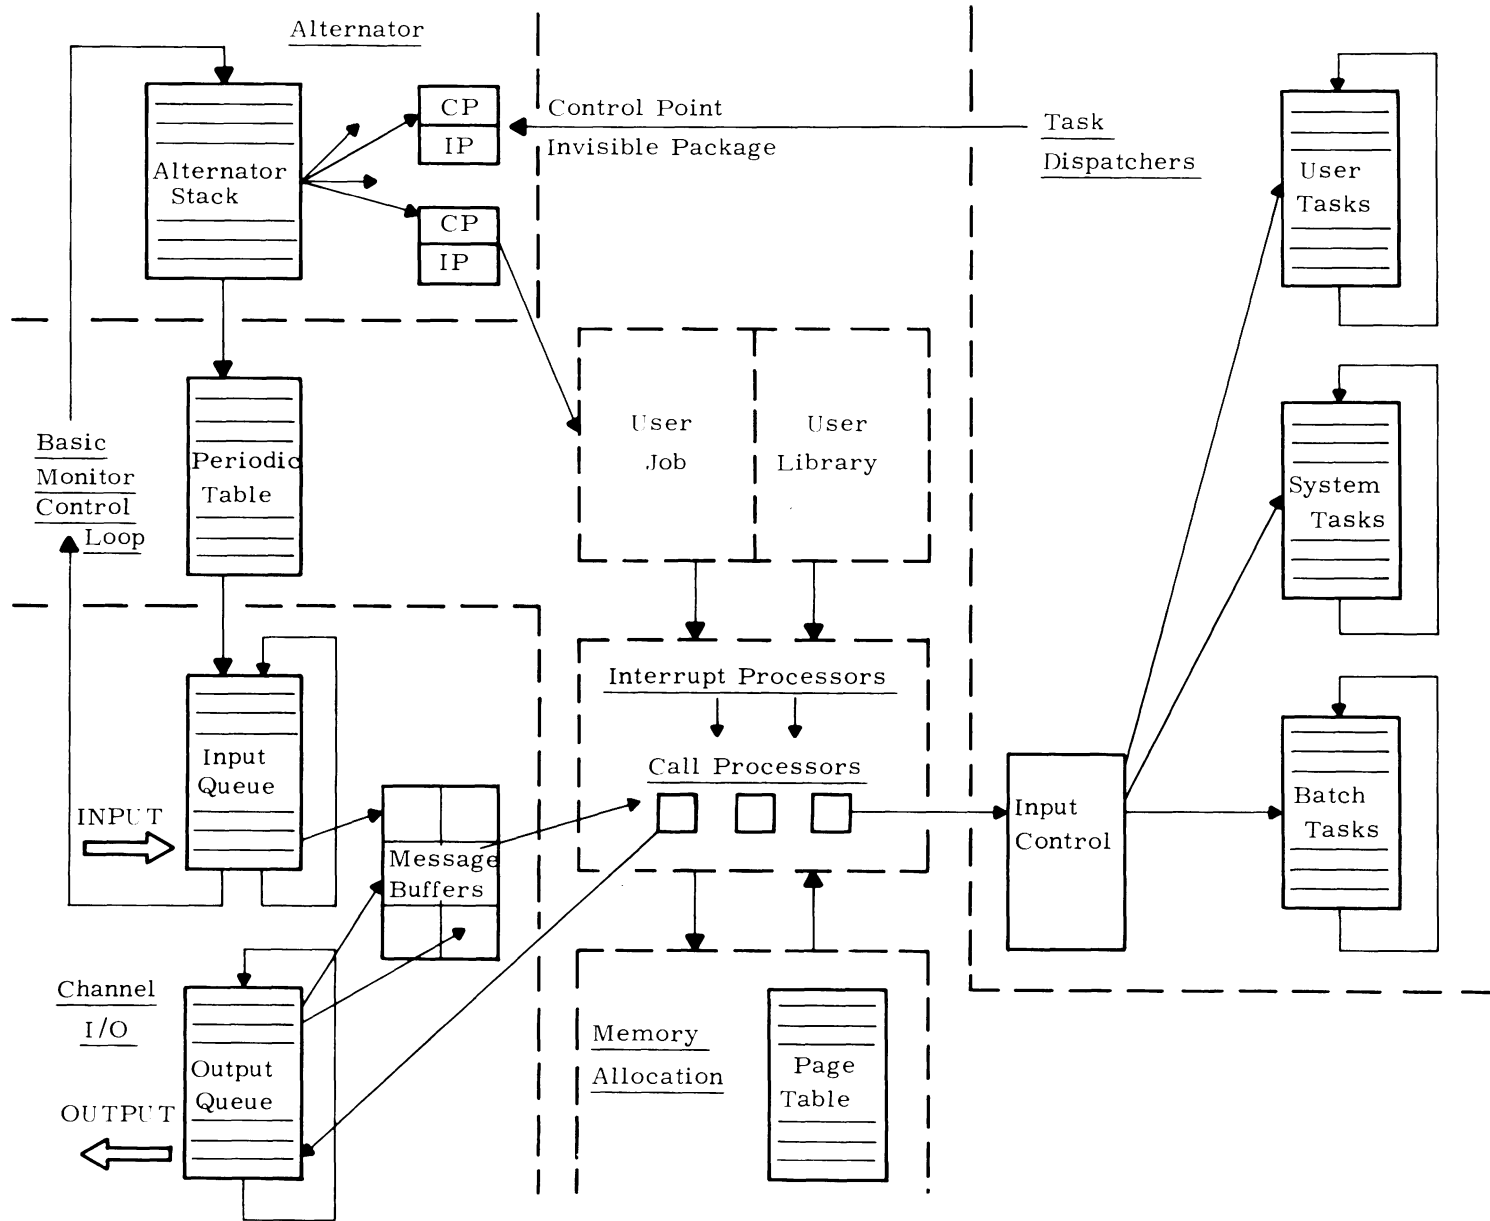 Alternator
CP
IP
Control Point
Invisible Package
Task
Dispatchers
Alternator
Stack
CP
IP
User
Tasks
Basic
Monitor
Control
Loop
Periodic
Table
User
Job
User
Library
System
Tasks
Interrupt Processors
Call Processors
Input
Queue
INPUT
Message
Buffers
Input
Control
Batch
Tasks
Channel
I/O
Output
Queue
OUTPUT
Memory
Allocation
Page
Table